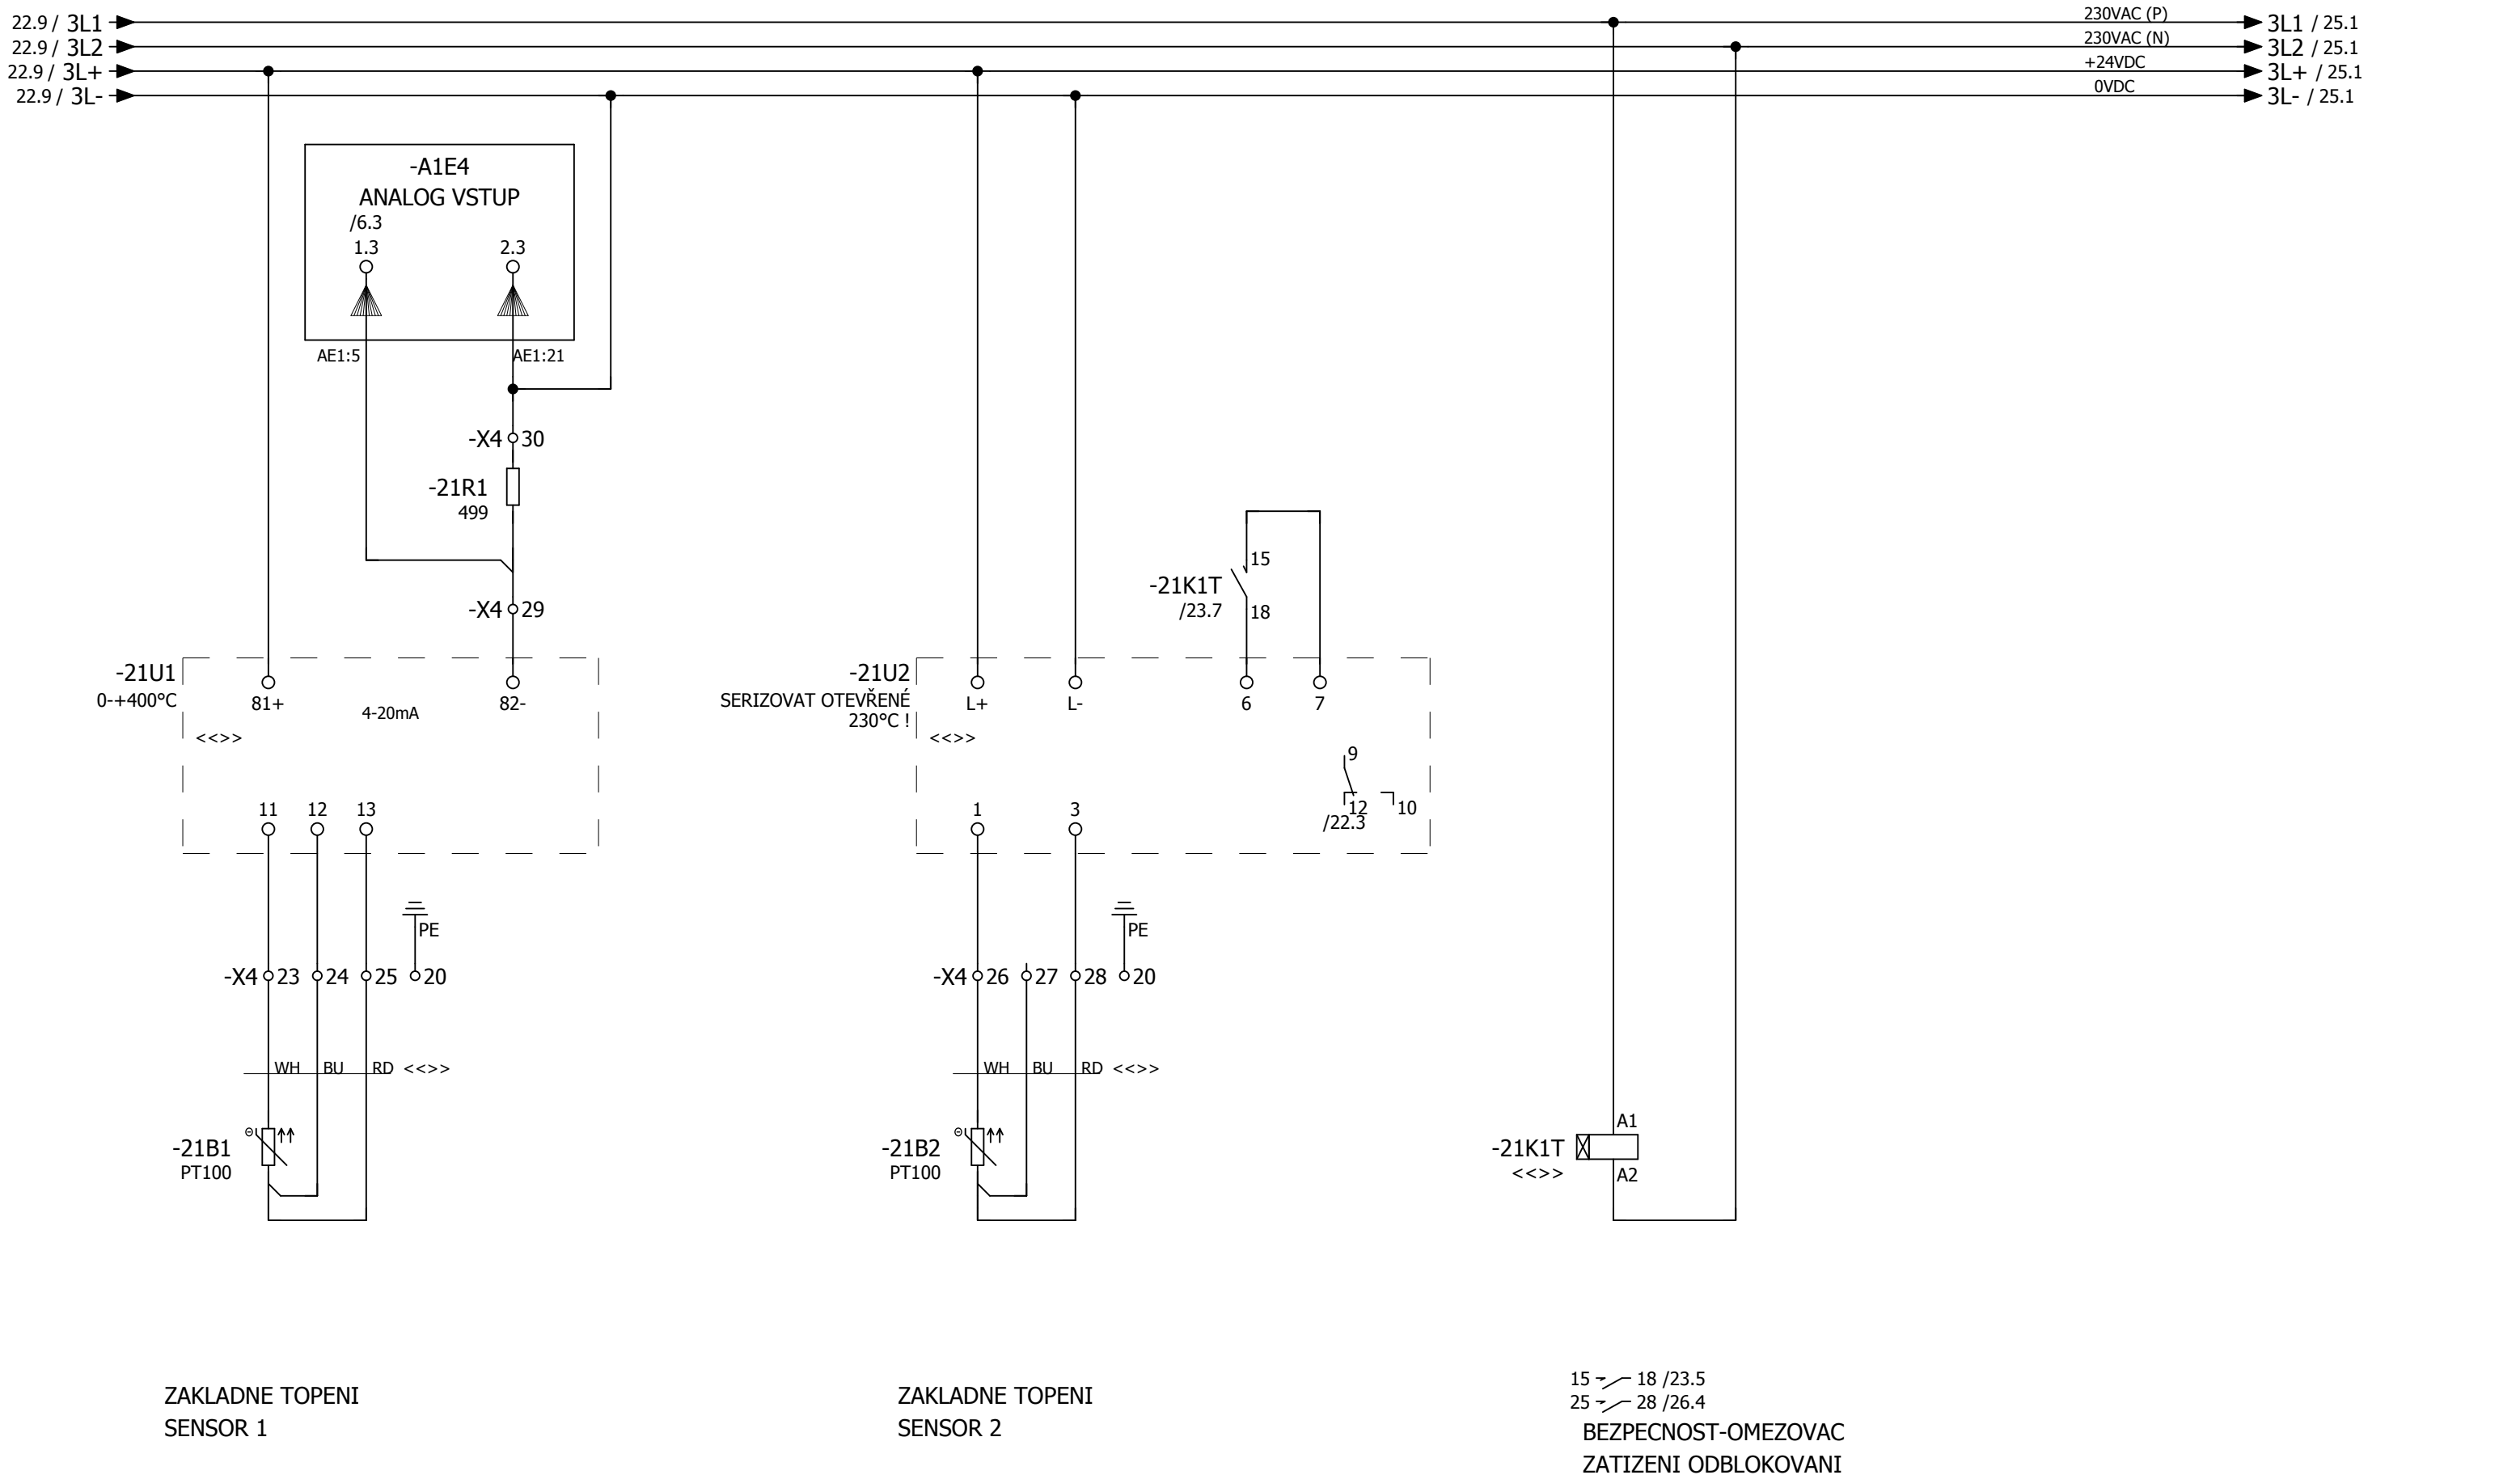 22.9 / 3L1
22.9 / 3L2
22.9 / 3L+
22.9 / 3L-
230VAC (P)
230VAC (N)
+24VDC
0VDC
3L1 / 25.1
3L2 / 25.1
3L+ / 25.1
3L- / 25.1
-A1E4
ANALOG VSTUP
/6.3
1.3 2.3
AE1:5 AE1:21
-X4 30
-21R1
499
-X4 29
-21U1
0-+400°C
81+ 4-20mA 82-
<<>>
11 12 13
PE
-X4 23 24 25 20
WH BU RD <<>>
-21B1
Θ
PT100
ZAKLADNE TOPENI
SENSOR 1
15
-21K1T
/23.7
18
-21U2
SERIZOVAT OTEVŘENÉ
230°C !
L+ L- 6 7
<<>>
9
12 10
/22.3
1 3
PE
-X4 26 27 28 20
WH BU RD <<>>
-21B2
Θ
PT100
ZAKLADNE TOPENI
SENSOR 2
A1
-21K1T
<<>>
A2
15 18 /23.5
25 28 /26.4
BEZPECNOST-OMEZOVAC
ZATIZENI ODBLOKOVANI